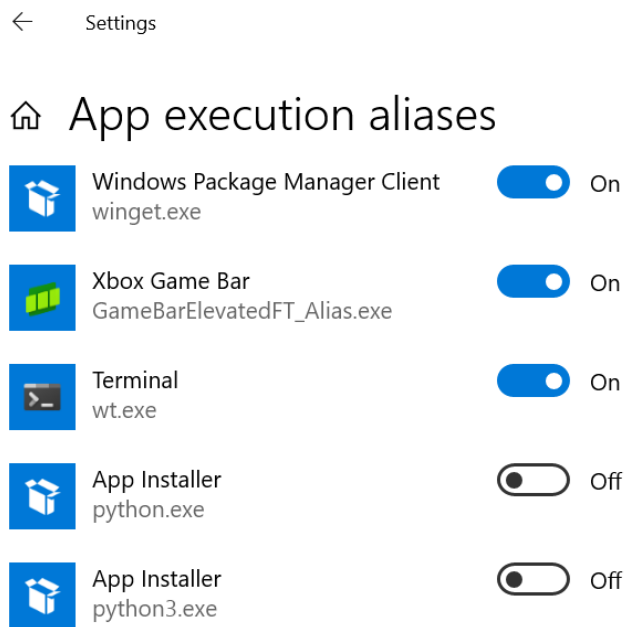 Settings
App execution aliases
Windows Package Manager Client
winget.exe
On
Xbox Game Bar
GameBarElevatedFT_Alias.exe
On
Terminal
wt.exe
On
App Installer
python.exe
Off
App Installer
python3.exe
Off